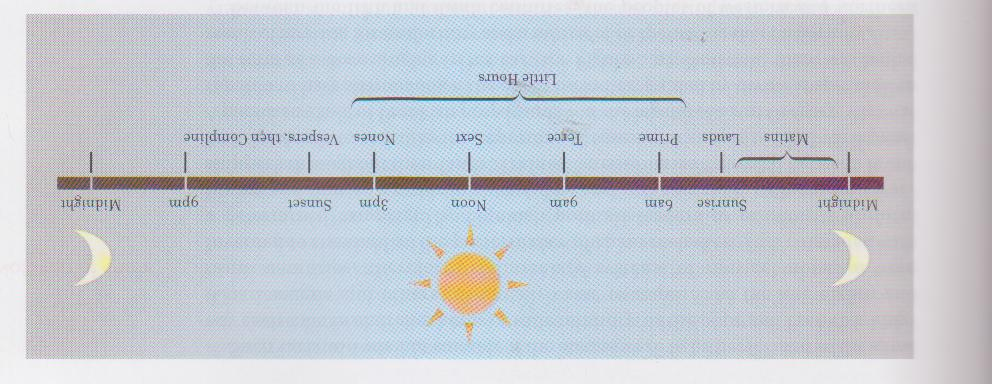 Midnight Sunrise 6am 9am Noon 3pm Sunset 9pm Midnight
Matins Lauds Prime Terce Sext Nones Vespers, then Compline
Little Hours